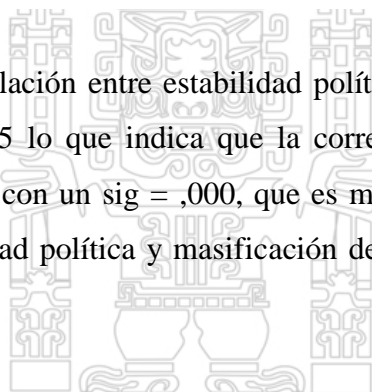 lación entre estabilidad polít
5 lo que indica que la corre
con un sig = ,000, que es m
ad política y masificación de